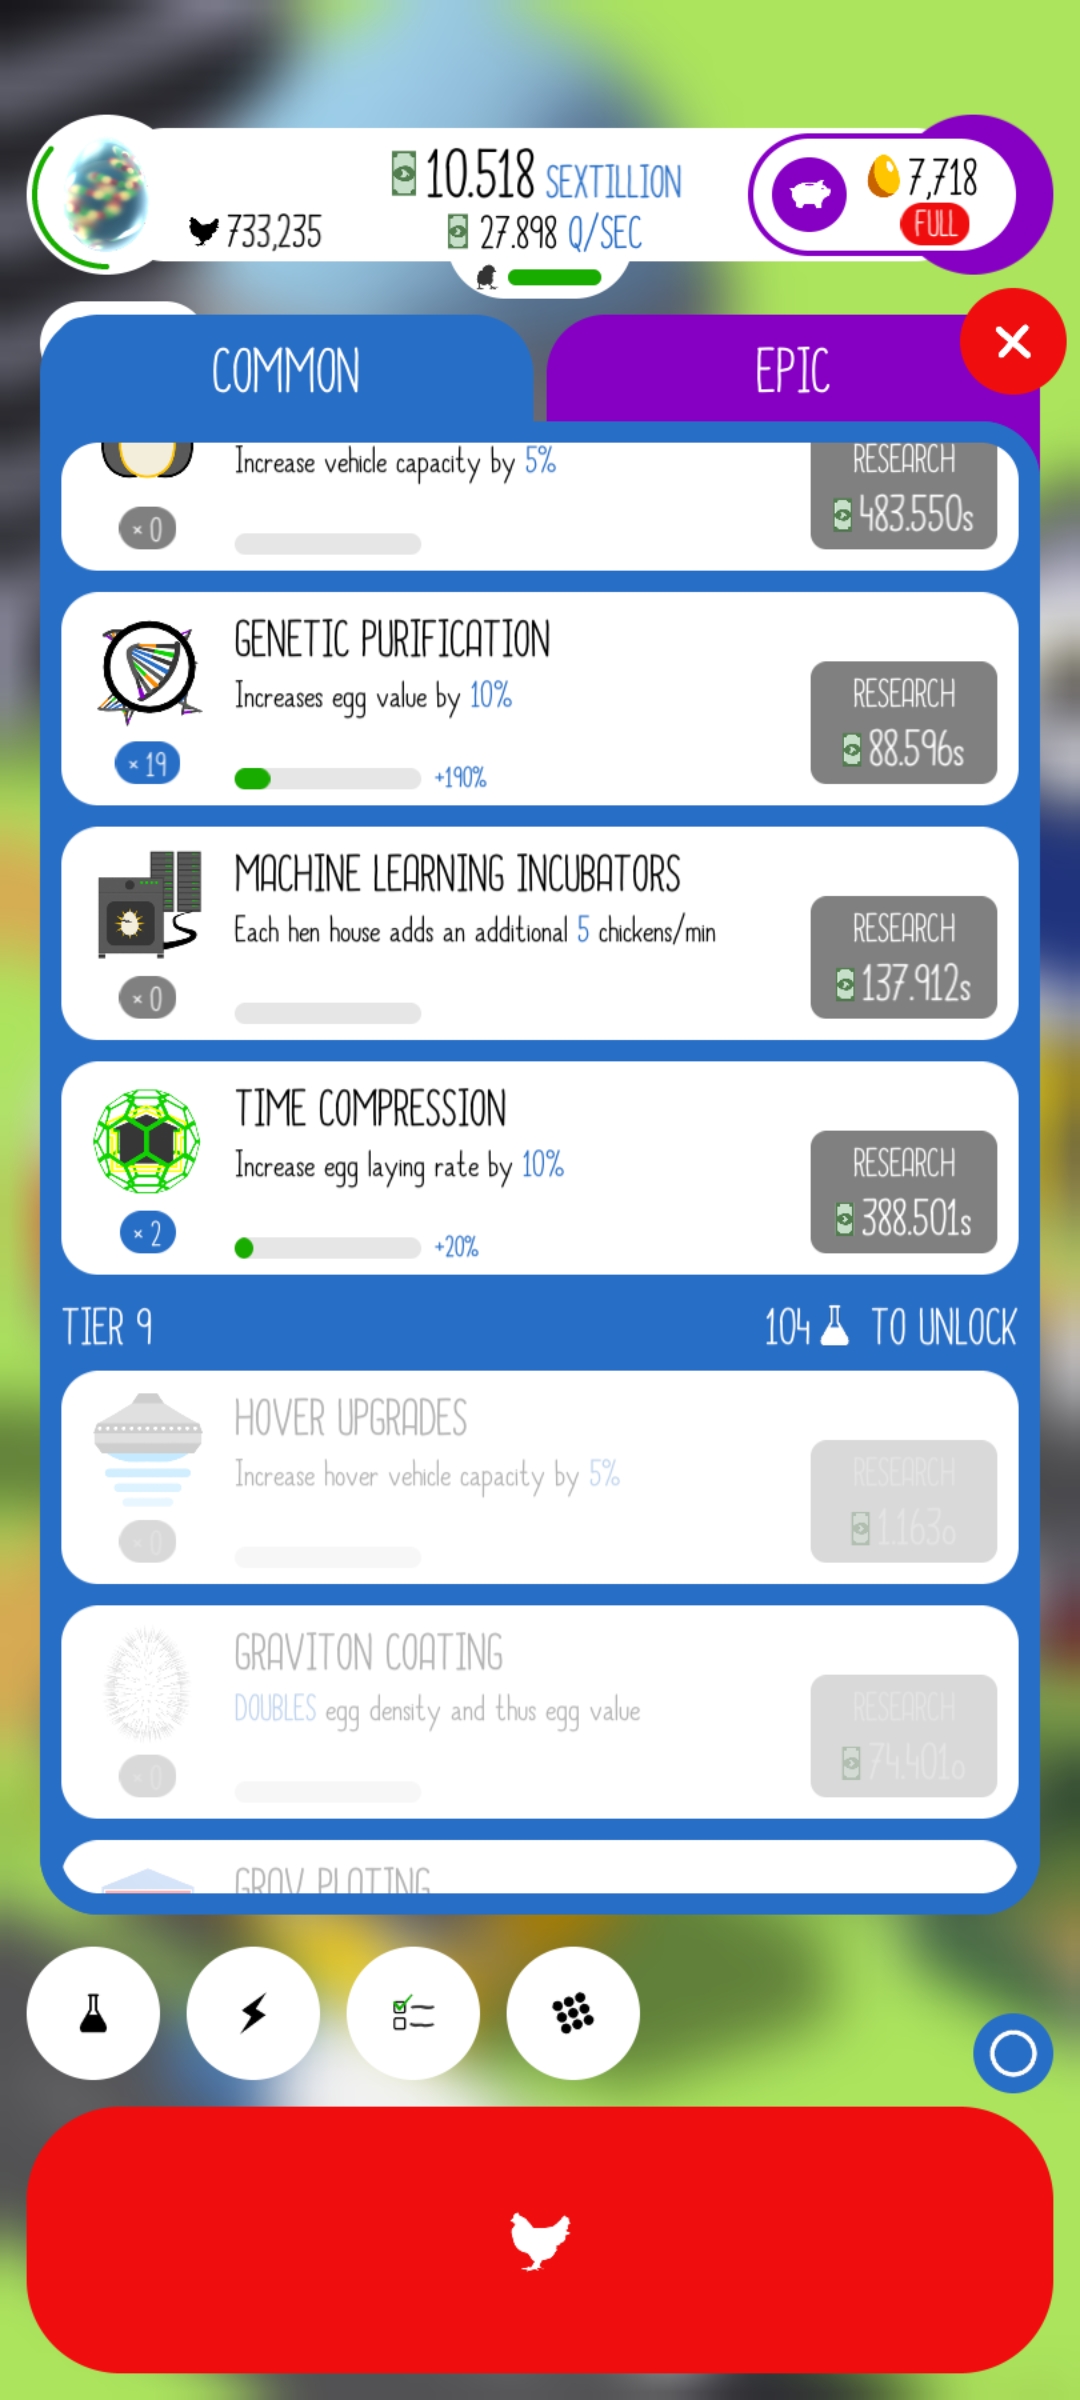 10.518 SEXTILLION
7,718
733,235
27.898 Q/SEC
FULL
COMMON
EPIC
Increase vehicle capacity by 5%
RESEARCH
483.550s
× 0
GENETIC PURIFICATION
Increases egg value by 10%
RESEARCH
88.596s
× 19
+190%
MACHINE LEARNING INCUBATORS
Each hen house adds an additional 5 chickens/min
RESEARCH
137.912s
× 0
TIME COMPRESSION
Increase egg laying rate by 10%
RESEARCH
388.501s
× 2
+20%
TIER 9
104 TO UNLOCK
HOVER UPGRADES
Increase hover vehicle capacity by 5%
RESEARCH
1.163o
× 0
GRAVITON COATING
DOUBLES egg density and thus egg value
RESEARCH
74.401o
× 0
GRAV PLATING